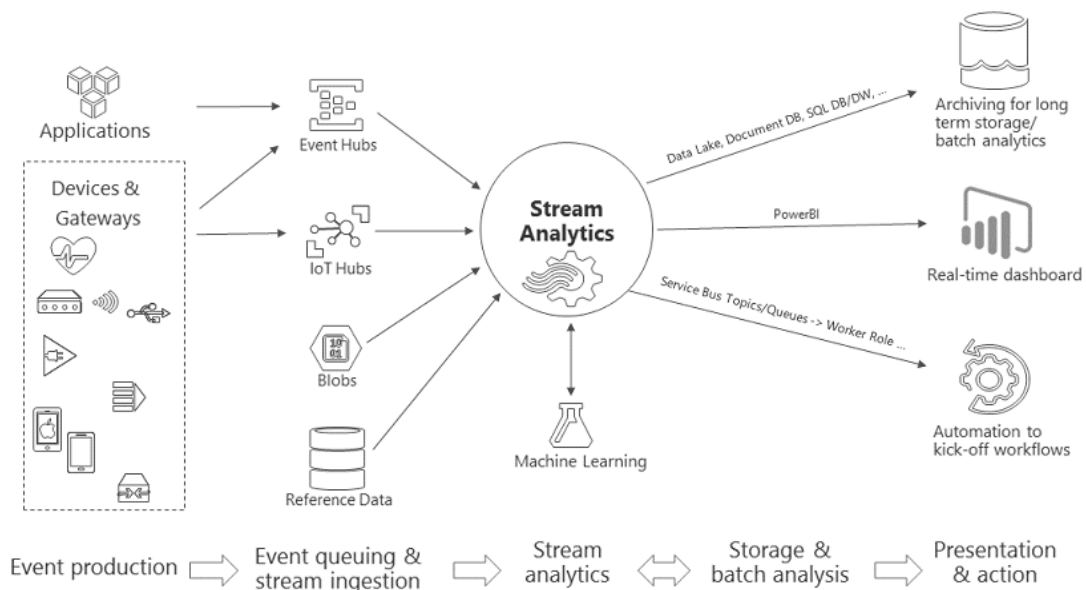 Applications
Devices &
Gateways
Event Hubs
IoT Hubs
10
01
Blobs
Reference Data
Stream
Analytics
Machine Learning
Data Lake, Document DB, SQL DB/DW, ...
PowerBI
Service Bus Topics/Queues -> Worker Role ...
Archiving for long
term storage/
batch analytics
Real-time dashboard
Automation to
kick-off workflows
Event production
Event queuing &
stream ingestion
Stream
analytics
Storage &
batch analysis
Presentation
& action